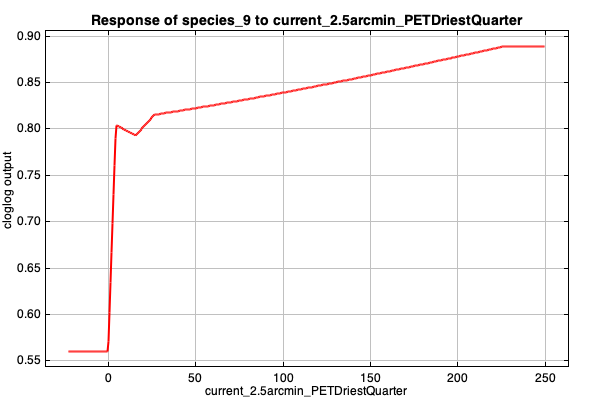 Response of species_9 to current_2.5arcmin_PETDriestQuarter
0.90
0.85
0.80
0.75
0.70
0.65
0.60
0.55
cloglog output
0 50 100 150 200 250
current_2.5arcmin_PETDriestQuarter